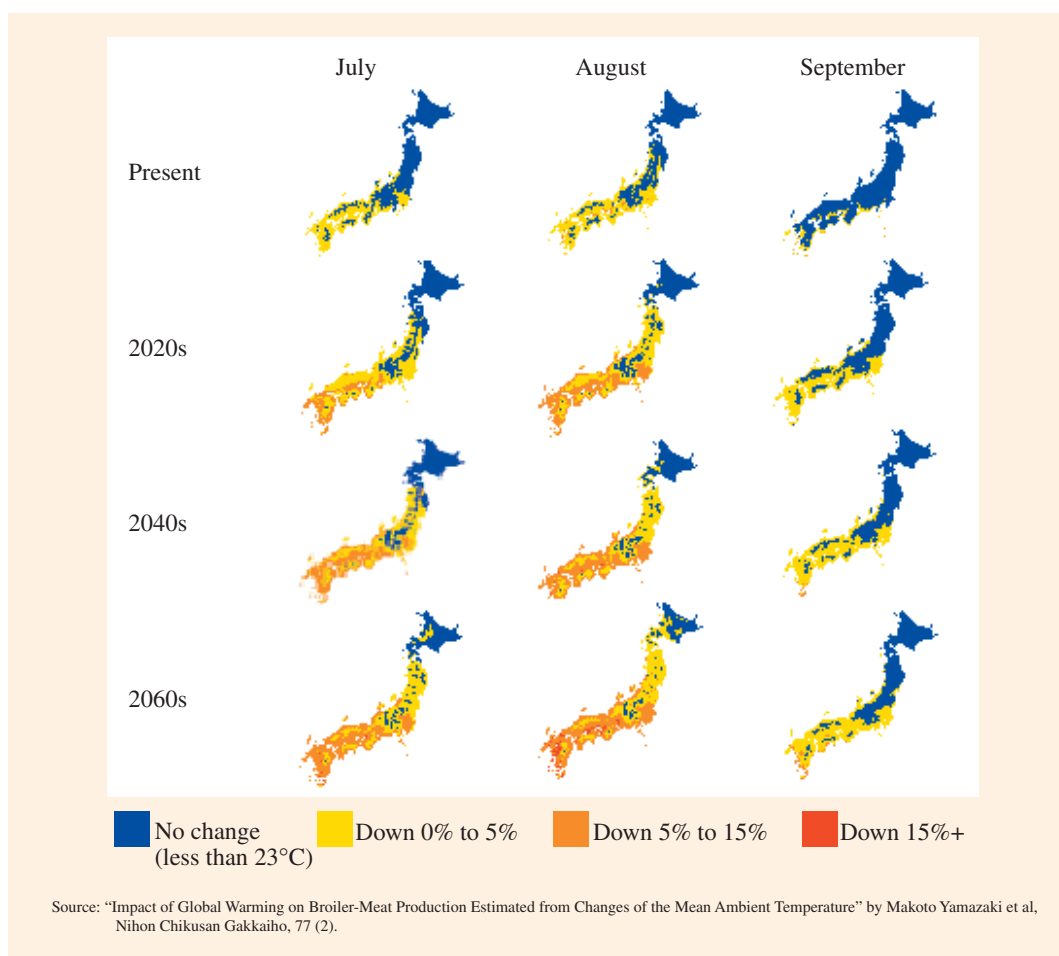 July August September
Present
2020s
2040s
2060s
No change
(less than 23°C)
Down 0% to 5%
Down 5% to 15%
Down 15%+
Source: “Impact of Global Warming on Broiler-Meat Production Estimated from Changes of the Mean Ambient Temperature” by Makoto Yamazaki et al,
Nihon Chikusan Gakkaiho, 77 (2).